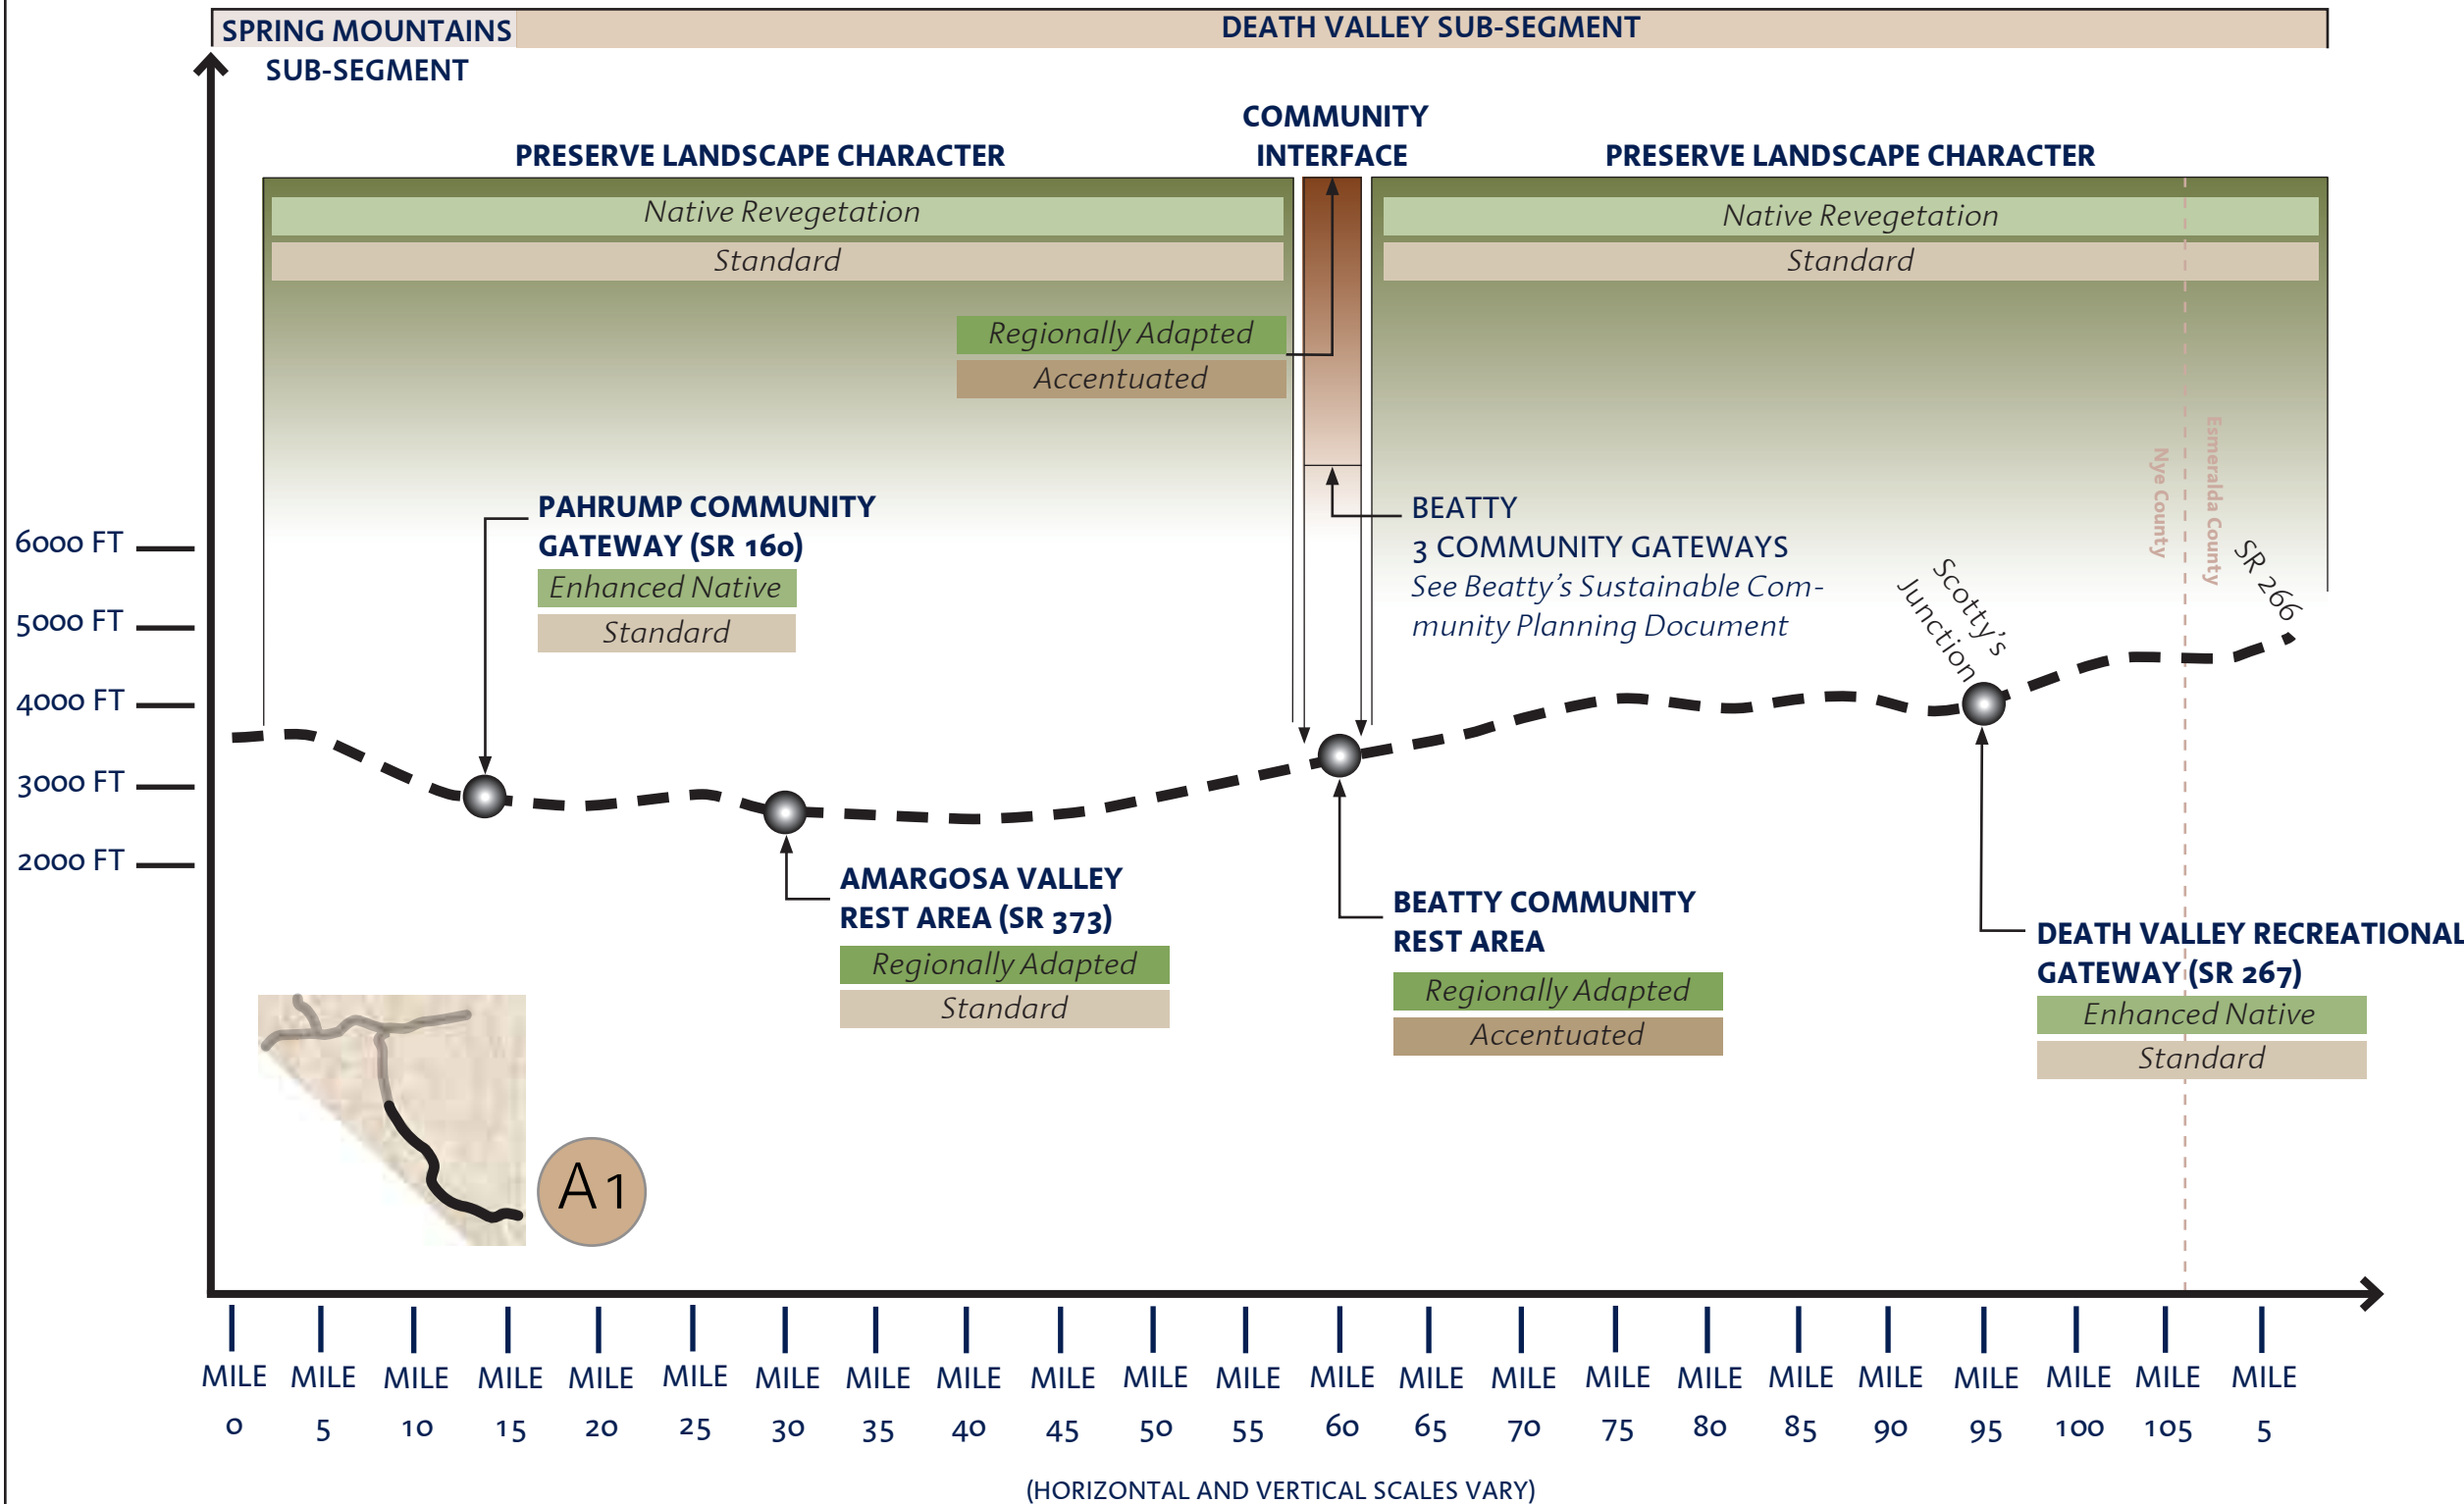 SPRING MOUNTAINS
SUB-SEGMENT
DEATH VALLEY SUB-SEGMENT
PRESERVE LANDSCAPE CHARACTER
COMMUNITY
INTERFACE
PRESERVE LANDSCAPE CHARACTER
Native Revegetation
Standard
Native Revegetation
Standard
Regionally Adapted
Accentuated
Nye County
Esmeralda County
6000 FT
5000 FT
4000 FT
3000 FT
2000 FT
PAHRUMP COMMUNITY
GATEWAY (SR 160)
Enhanced Native
Standard
BEATTY
3 COMMUNITY GATEWAYS
See Beatty's Sustainable Com-
munity Planning Document
Scotty's
Junction
SR 266
AMARGOSA VALLEY
REST AREA (SR 373)
Regionally Adapted
Standard
BEATTY COMMUNITY
REST AREA
Regionally Adapted
Accentuated
DEATH VALLEY RECREATIONAL
GATEWAY (SR 267)
Enhanced Native
Standard
A1
MILE MILE MILE MILE MILE MILE MILE MILE MILE MILE MILE MILE MILE MILE MILE MILE MILE MILE MILE MILE MILE MILE MILE
0 5 10 15 20 25 30 35 40 45 50 55 60 65 70 75 80 85 90 95 100 105 5
(HORIZONTAL AND VERTICAL SCALES VARY)